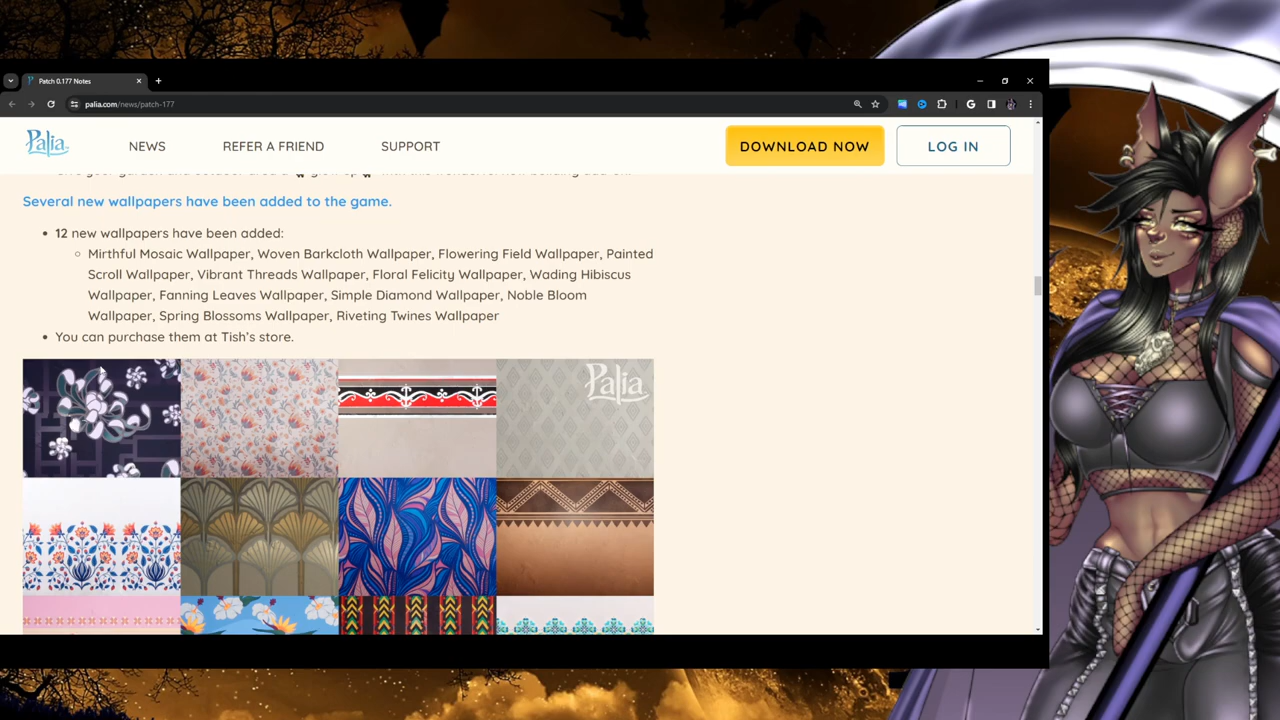 Patch 0.177 Notes
palia.com/news/patch-177
Palia
NEWS
REFER A FRIEND
SUPPORT
DOWNLOAD NOW
LOG IN
Several new wallpapers have been added to the game.
12 new wallpapers have been added:
Mirthful Mosaic Wallpaper, Woven Barkcloth Wallpaper, Flowering Field Wallpaper, Painted
Scroll Wallpaper, Vibrant Threads Wallpaper, Floral Felicity Wallpaper, Wading Hibiscus
Wallpaper, Fanning Leaves Wallpaper, Simple Diamond Wallpaper, Noble Bloom
Wallpaper, Spring Blossoms Wallpaper, Riveting Twines Wallpaper
You can purchase them at Tish's store.
Palia